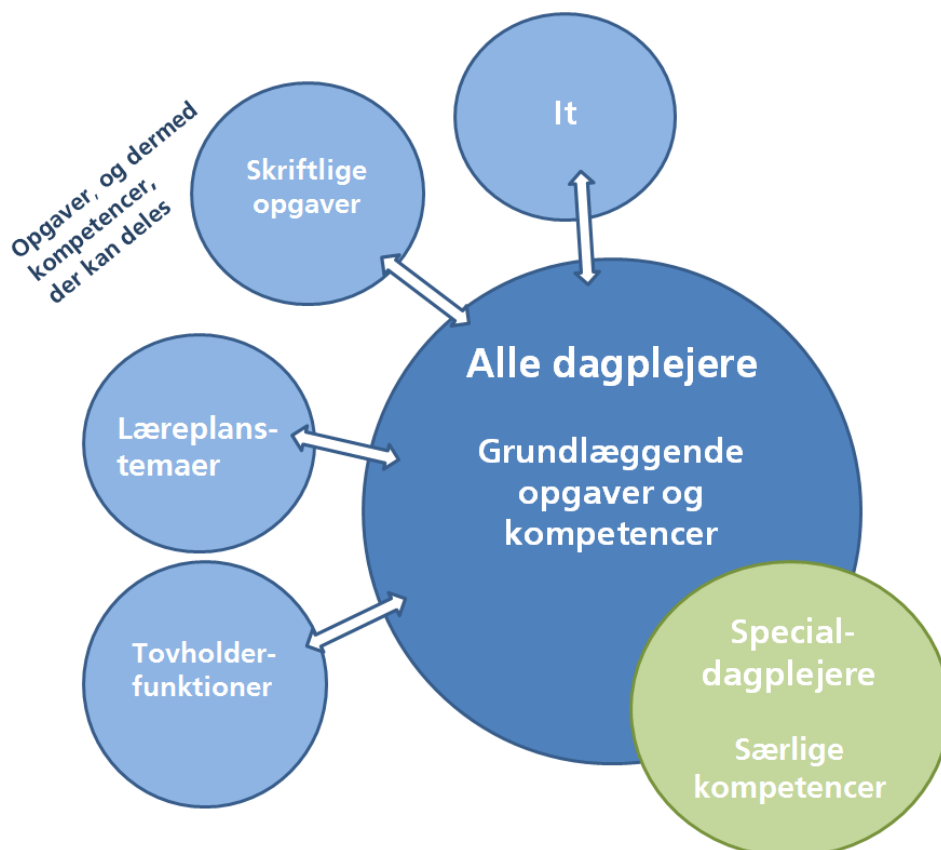 It
Skriftlige
opgaver
Opgaver, og dermed
kompetencer,
der kan deles
Alle dagplejere
Grundlæggende
opgaver og
kompetencer
Læreplans-
temaer
Tovholder-
funktioner
Special-
dagplejere
Særlige
kompetencer